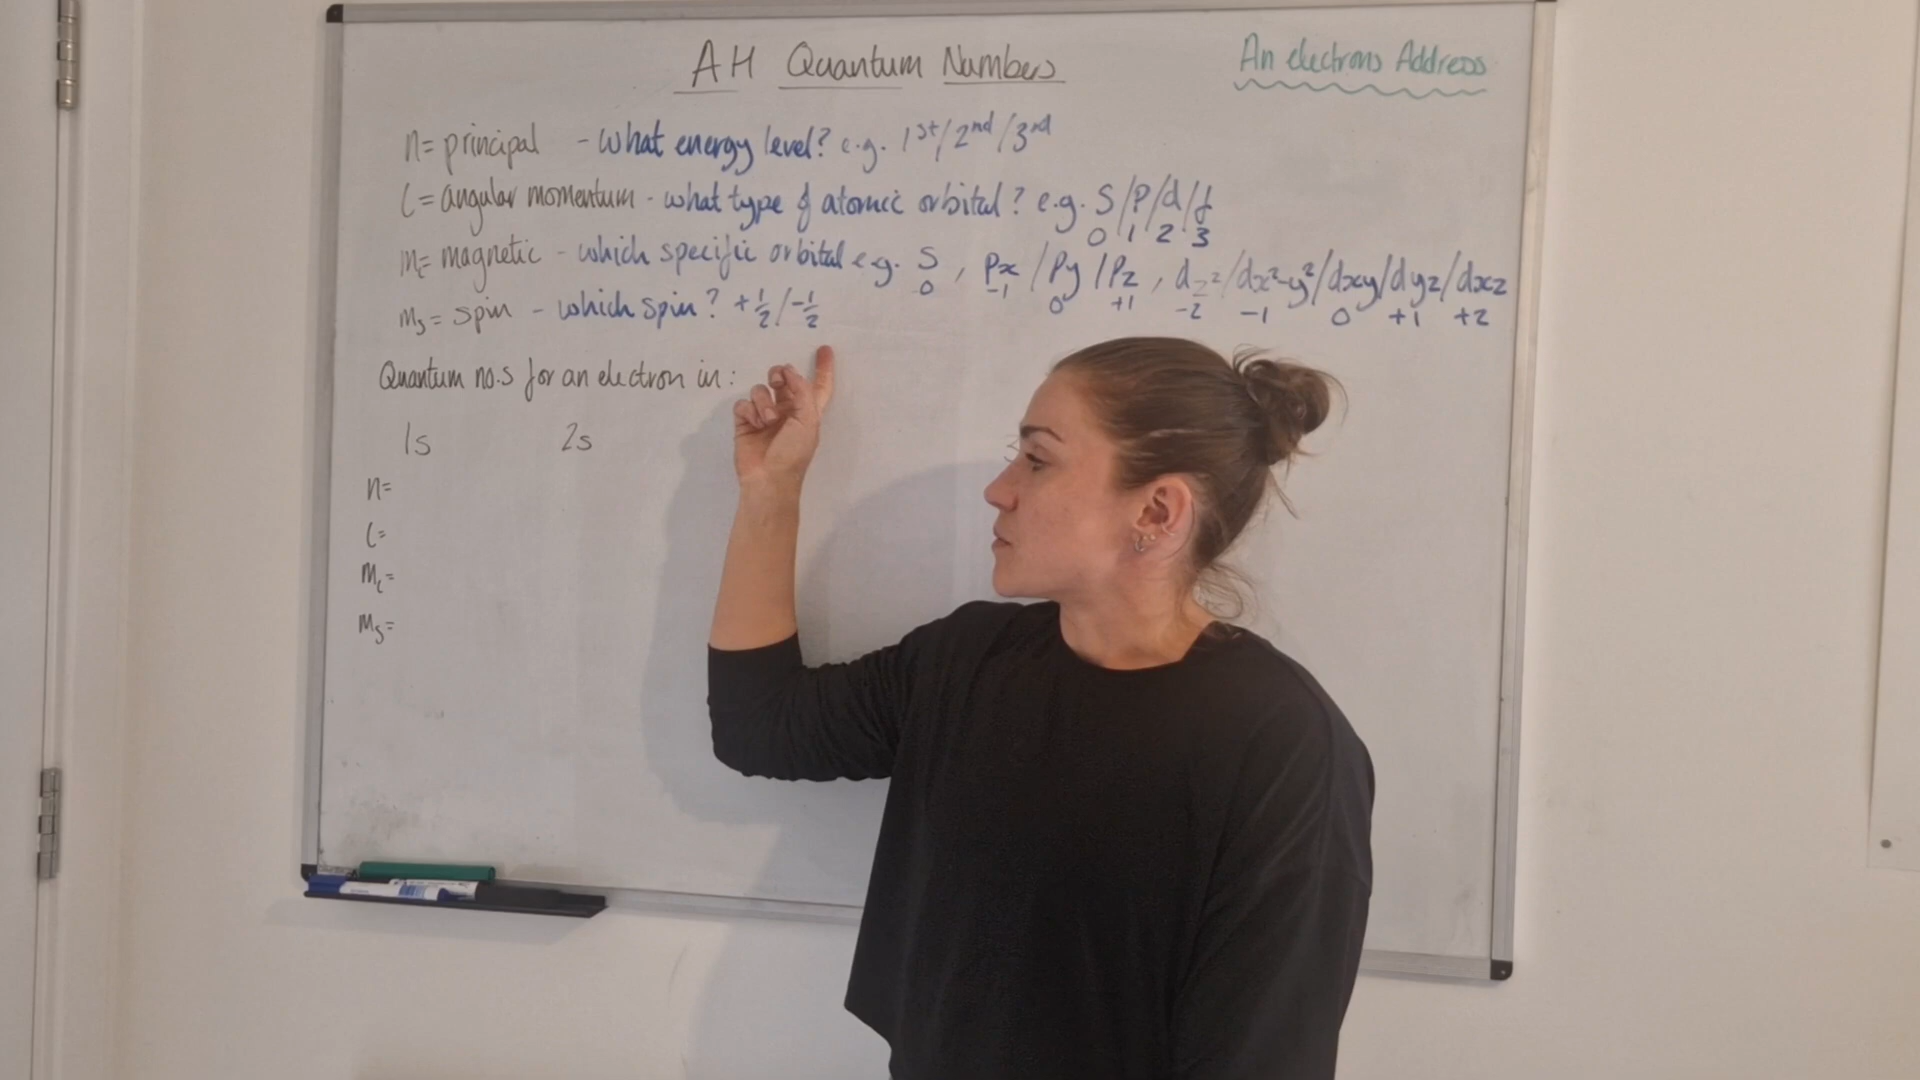 AH Quantum Numbers
An electrons Address
n= principal - What energy level? e.g. 1st/2nd/3rd
l= angular momentum - what type of atomic orbital? e.g. S/P/d/f
0 1 2 3
ml= magnetic - which specific orbital e.g. S, Px/Py/Pz, dz²/dx²-y²/dxy/dyz/dxz
0 -1 0 +1 -2 -1 0 +1 +2
ms= spin - which spin? +1/2 / -1/2
Quantum no.s for an electron in:
1s 2s
n=
l=
ml=
ms=